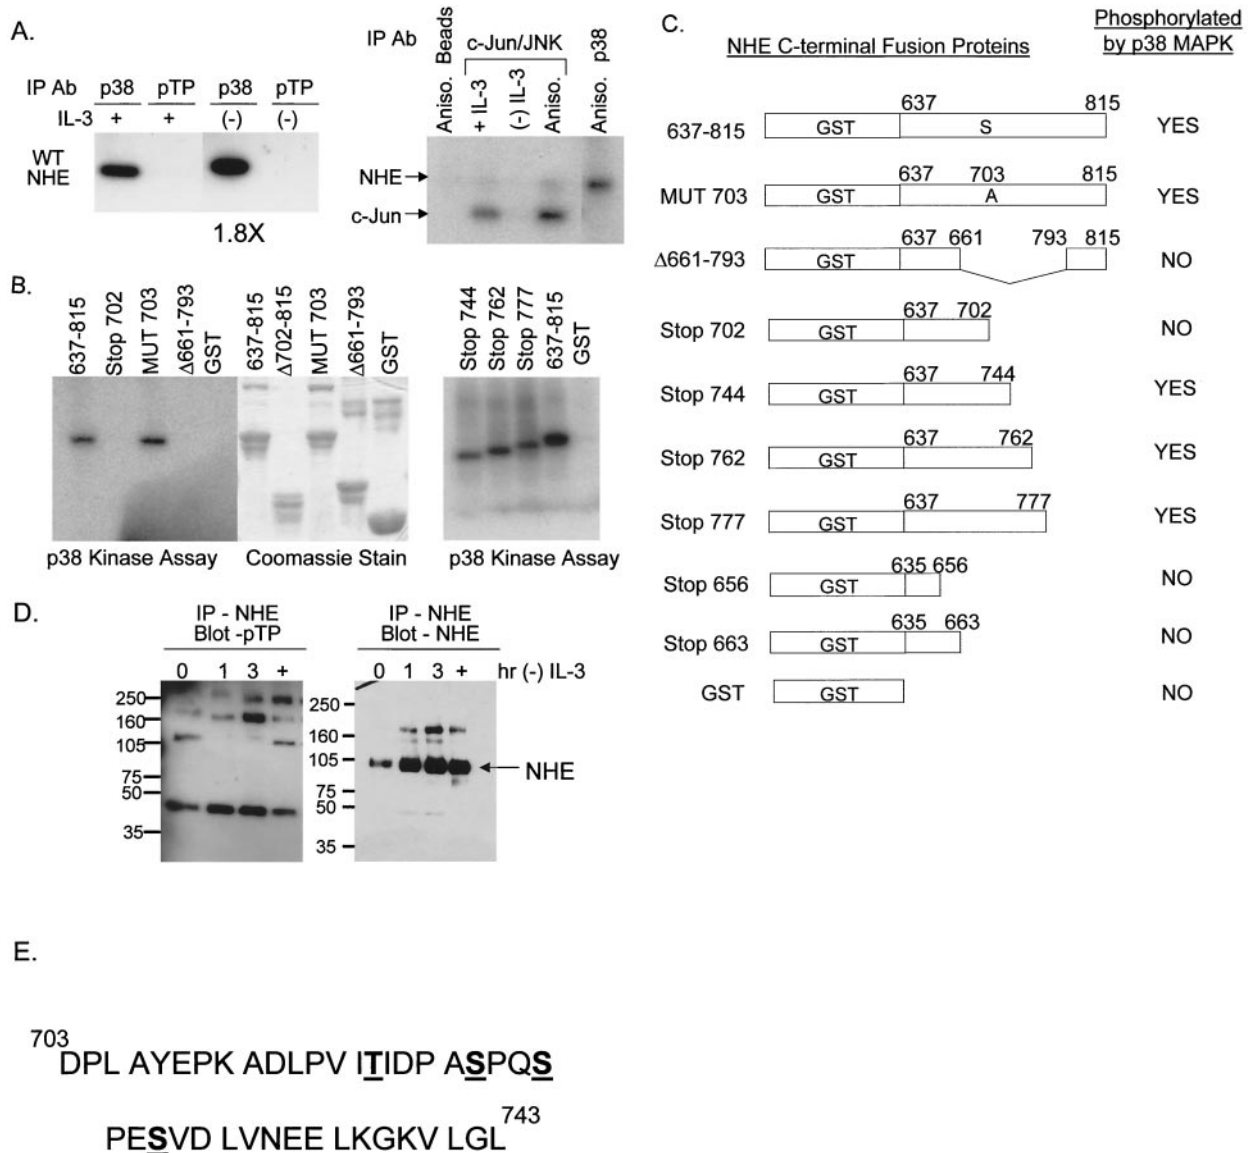 A.
IP Ab p38 pTP p38 pTP
IL-3 + + (-) (-)
WT
NHE
1.8X
IP Ab
Aniso. Beads
c-Jun/JNK
+ IL-3
(-) IL-3
Aniso.
Aniso. p38
NHE
c-Jun
B.
637-815
Stop 702
MUT 703
Δ661-793
GST
637-815
Δ702-815
MUT 703
Δ661-793
GST
Stop 744
Stop 762
Stop 777
637-815
GST
p38 Kinase Assay
Coomassie Stain
p38 Kinase Assay
C.
NHE C-terminal Fusion Proteins
Phosphorylated
by p38 MAPK
637 815
637-815 GST S YES
637 703 815
MUT 703 GST A YES
637 661 793 815
Δ661-793 GST NO
637 702
Stop 702 GST NO
637 744
Stop 744 GST YES
637 762
Stop 762 GST YES
637 777
Stop 777 GST YES
635 656
Stop 656 GST NO
635 663
Stop 663 GST NO
GST GST NO
D.
IP - NHE
Blot -pTP
0 1 3 +
250
160
105
75
50
35
IP - NHE
Blot - NHE
0 1 3 + hr (-) IL-3
250
160
105
75
50
35
NHE
E.
703
DPL AYEPK ADLPV ITIDP ASPQS
743
PESVD LVNEE LKGKV LGL